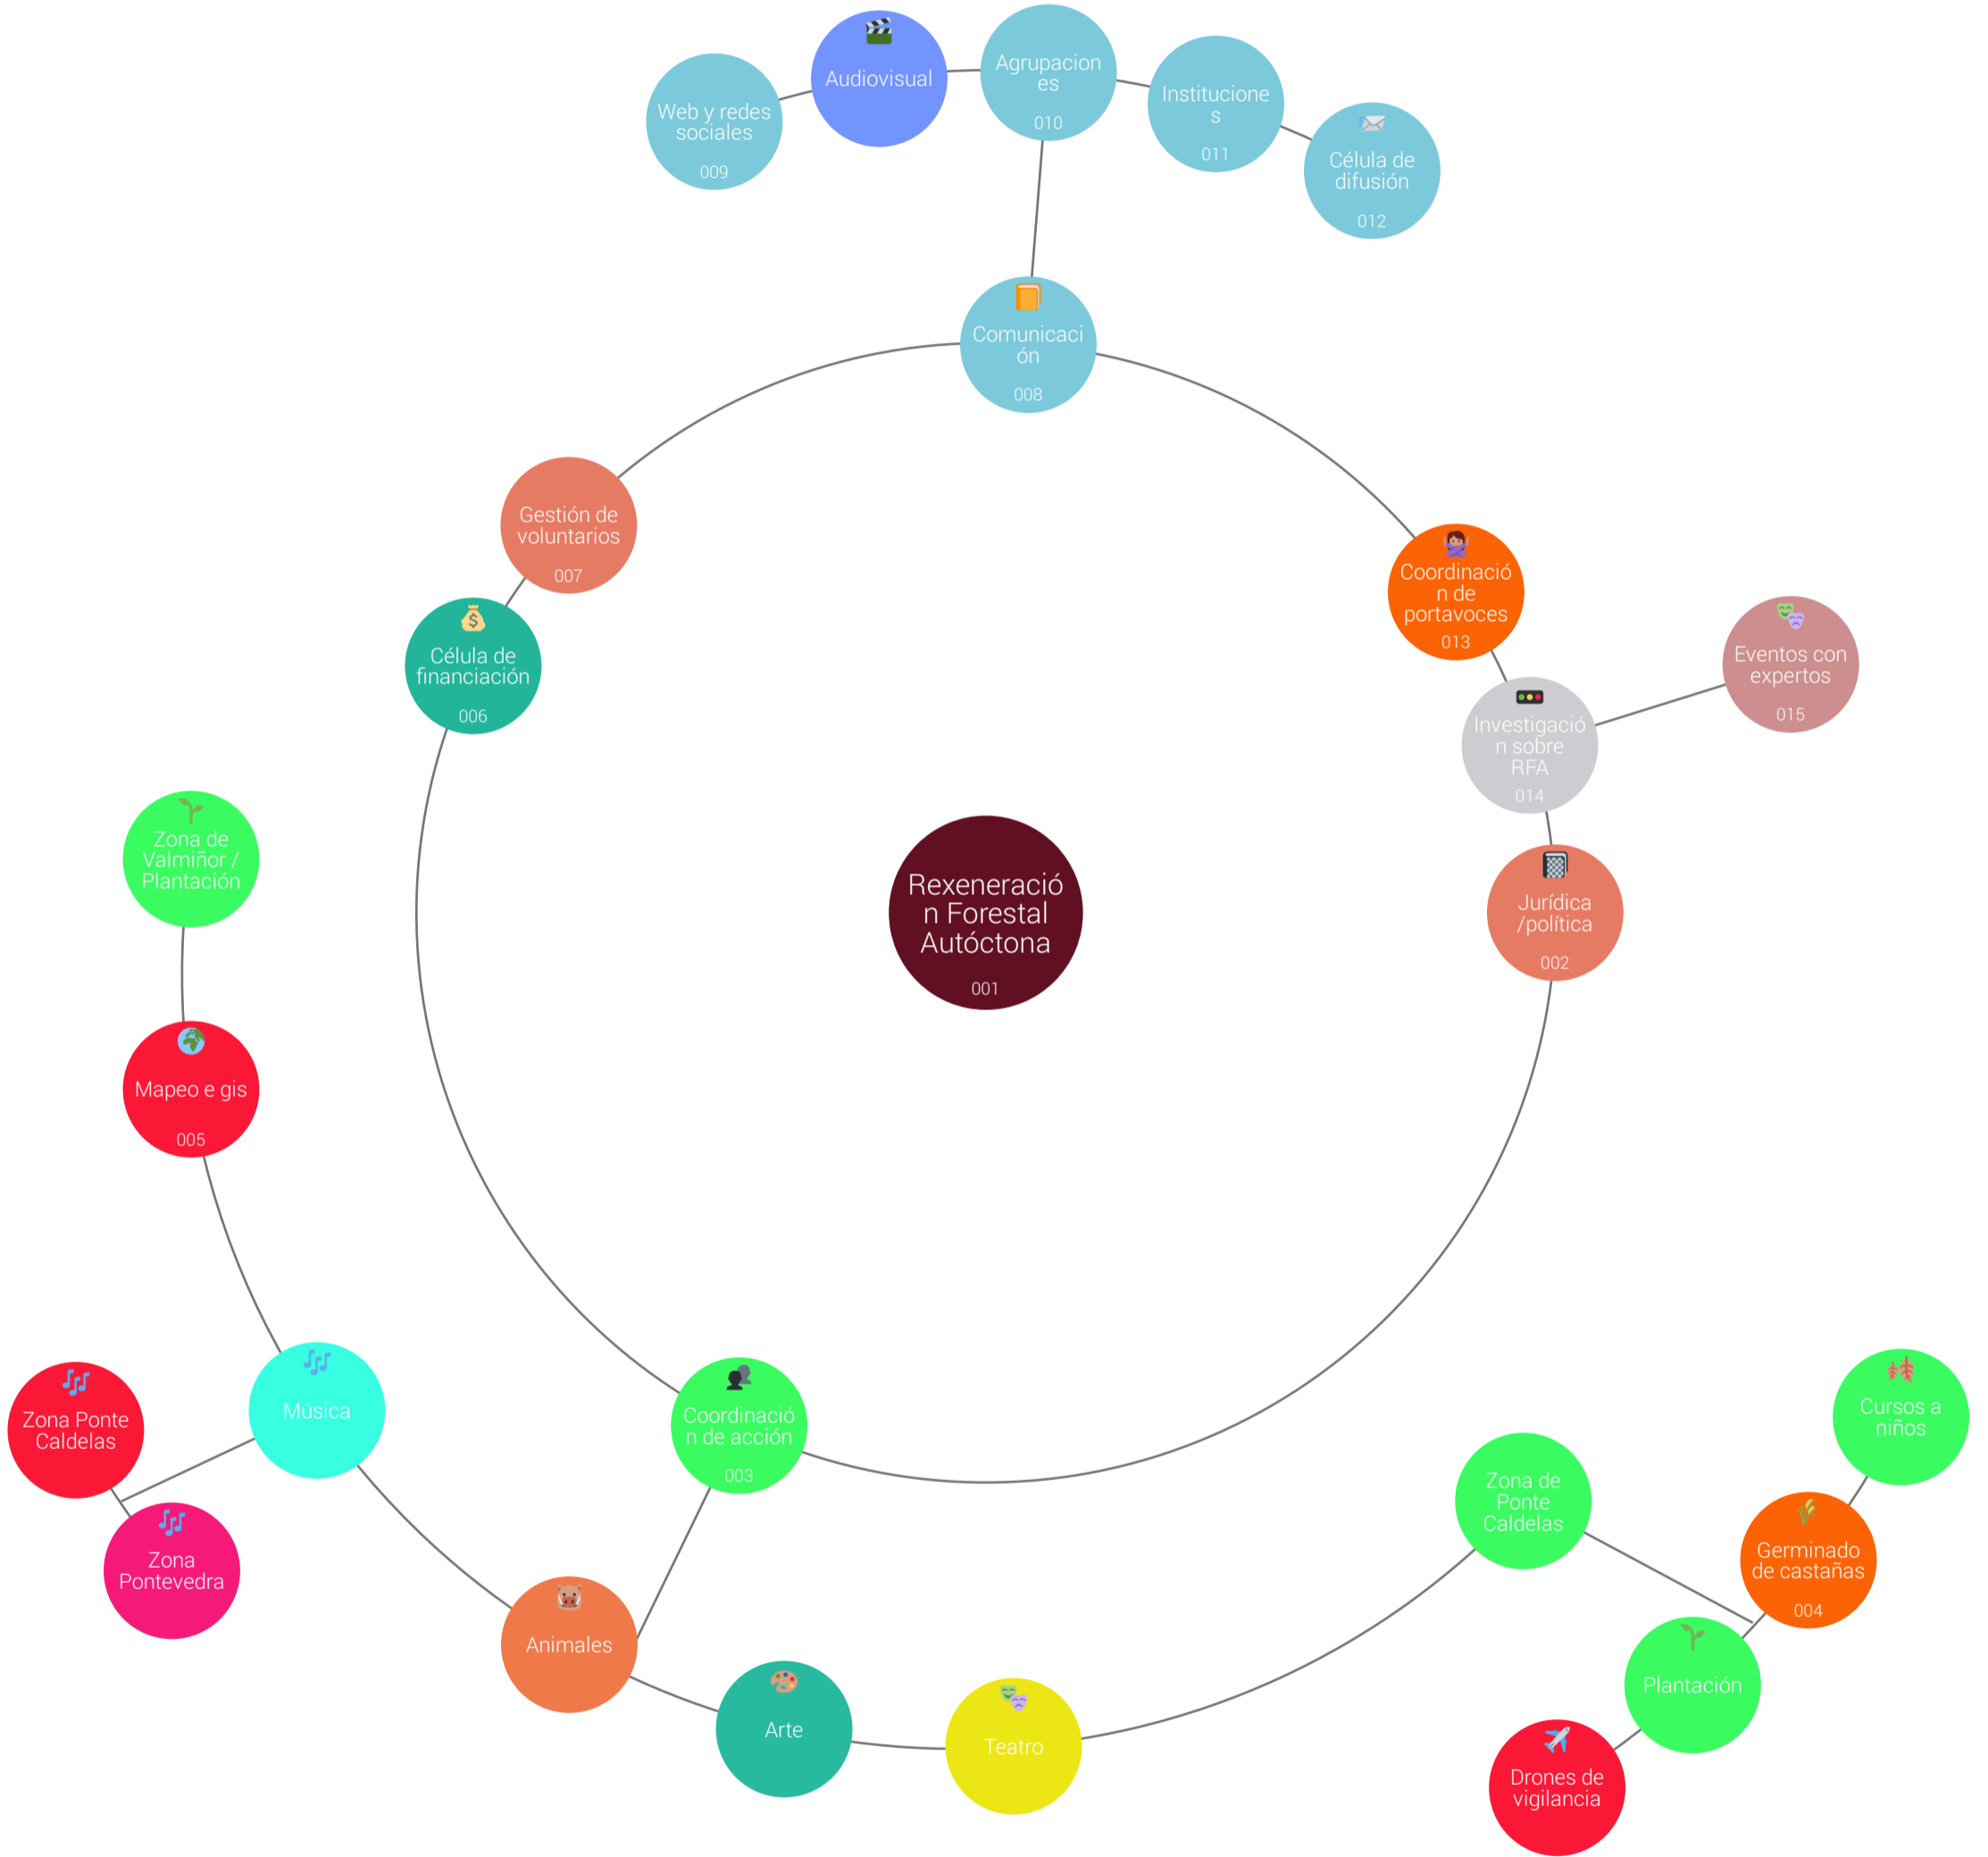 Audiovisual
Agrupacion
es
010
Institucione
s
011
Web y redes
sociales
009
Célula de
difusión
012
Comunicaci
ón
008
Gestión de
voluntarios
007
Coordinació
n de
portavoces
013
Célula de
financiación
006
Eventos con
expertos
015
Investigació
n sobre
RFA
014
Zona de
Valmiñor /
Plantación
Rexeneració
n Forestal
Autóctona
001
Jurídica
/política
002
Mapeo e gis
005
Música
Zona Ponte
Caldelas
Zona
Pontevedra
Coordinació
n de acción
003
Cursos a
niños
Zona de
Ponte
Caldelas
Germinado
de castañas
004
Animales
Plantación
Arte
Teatro
Drones de
vigilancia